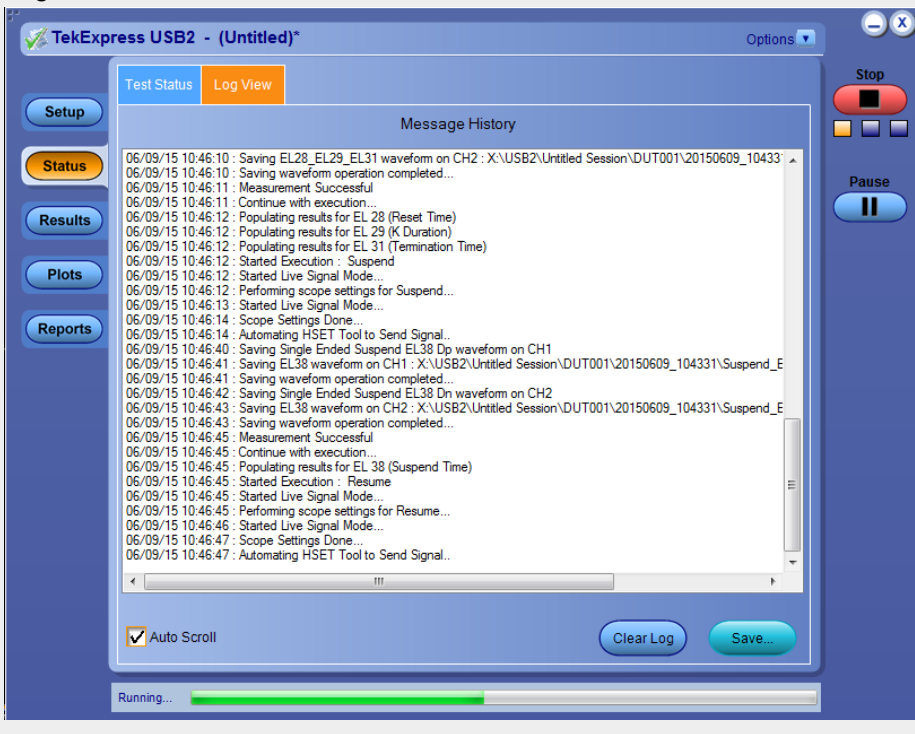 TekExpress USB2 - (Untitled)*
Options
Stop
Test Status
Log View
Setup
Message History
Status
Pause
Results
Plots
Reports
06/09/15 10:46:10 : Saving EL28_EL29_EL31 waveform on CH2 : X:\USB2\Untitled Session\DUT001\20150609_10433
06/09/15 10:46:10 : Saving waveform operation completed...
06/09/15 10:46:11 : Measurement Successful
06/09/15 10:46:11 : Continue with execution...
06/09/15 10:46:12 : Populating results for EL 28 (Reset Time)
06/09/15 10:46:12 : Populating results for EL 29 (K Duration)
06/09/15 10:46:12 : Populating results for EL 31 (Termination Time)
06/09/15 10:46:12 : Started Execution : Suspend
06/09/15 10:46:12 : Started Live Signal Mode...
06/09/15 10:46:12 : Performing scope settings for Suspend...
06/09/15 10:46:13 : Started Live Signal Mode...
06/09/15 10:46:14 : Scope Settings Done...
06/09/15 10:46:14 : Automating HSET Tool to Send Signal..
06/09/15 10:46:40 : Saving Single Ended Suspend EL38 Dp waveform on CH1
06/09/15 10:46:41 : Saving EL38 waveform on CH1 : X:\USB2\Untitled Session\DUT001\20150609_104331\Suspend_E
06/09/15 10:46:41 : Saving waveform operation completed...
06/09/15 10:46:42 : Saving Single Ended Suspend EL38 Dn waveform on CH2
06/09/15 10:46:43 : Saving EL38 waveform on CH2 : X:\USB2\Untitled Session\DUT001\20150609_104331\Suspend_E
06/09/15 10:46:43 : Saving waveform operation completed...
06/09/15 10:46:45 : Measurement Successful
06/09/15 10:46:45 : Continue with execution...
06/09/15 10:46:45 : Populating results for EL 38 (Suspend Time)
06/09/15 10:46:45 : Started Execution : Resume
06/09/15 10:46:45 : Started Live Signal Mode...
06/09/15 10:46:45 : Performing scope settings for Resume...
06/09/15 10:46:46 : Started Live Signal Mode...
06/09/15 10:46:47 : Scope Settings Done...
06/09/15 10:46:47 : Automating HSET Tool to Send Signal..
Auto Scroll
Clear Log
Save...
Running...